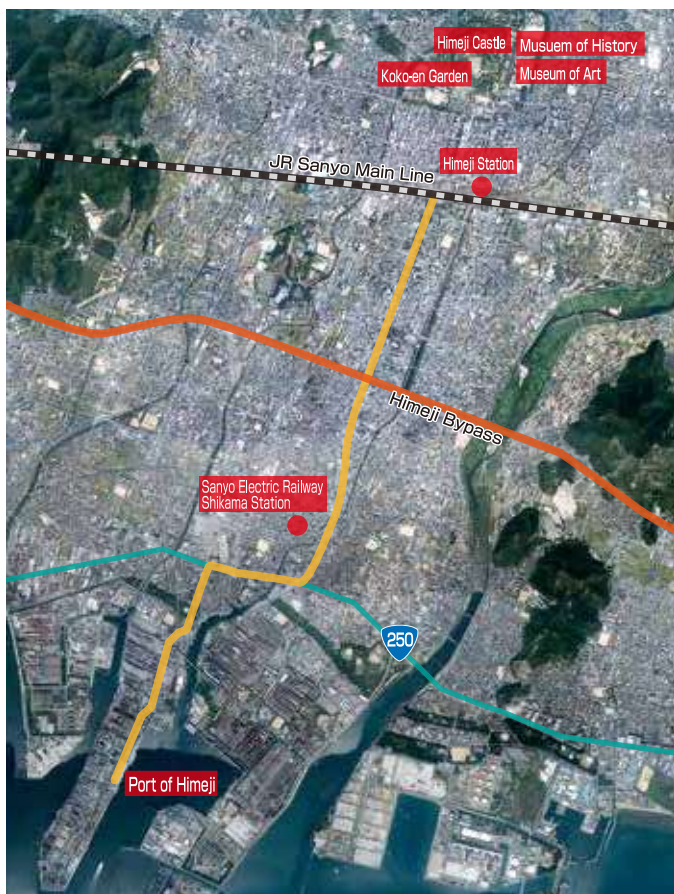 Himeji Castle
Musuem of History
Koko-en Garden
Museum of Art
JR Sanyo Main Line
Himeji Station
Himeji Bypass
Sanyo Electric Railway
Shikama Station
250
Port of Himeji